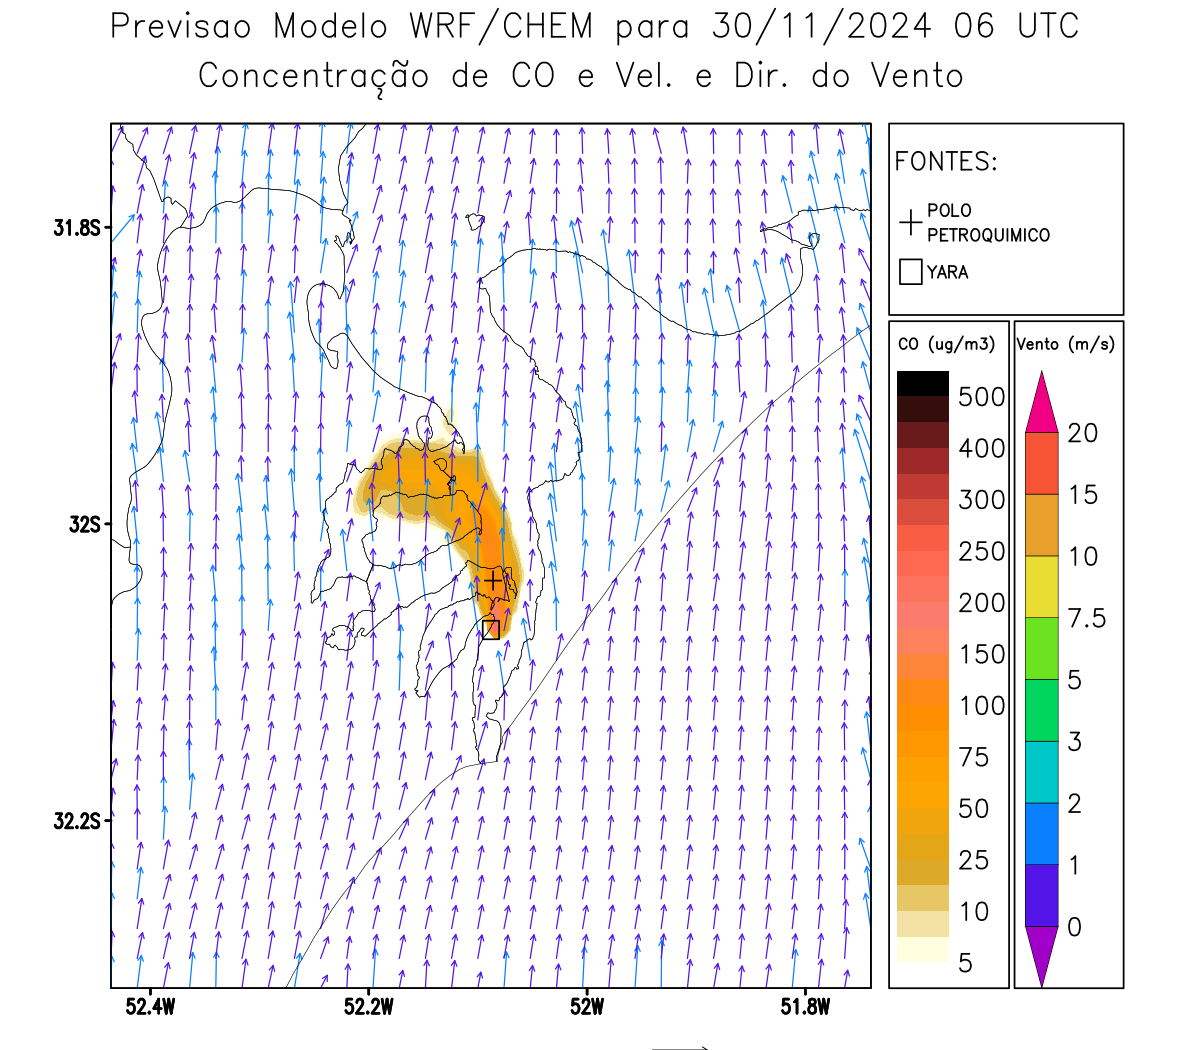 Previsao Modelo WRF/CHEM para 30/11/2024 06 UTC
Concentração de CO e Vel. e Dir. do Vento
FONTES:
POLO
PETROQUIMICO
YARA
31.8S
32S
32.2S
52.4W
52.2W
52W
51.8W
CO (ug/m3)
500
400
300
250
200
150
100
75
50
25
10
5
Vento (m/s)
20
15
10
7.5
5
3
2
1
0